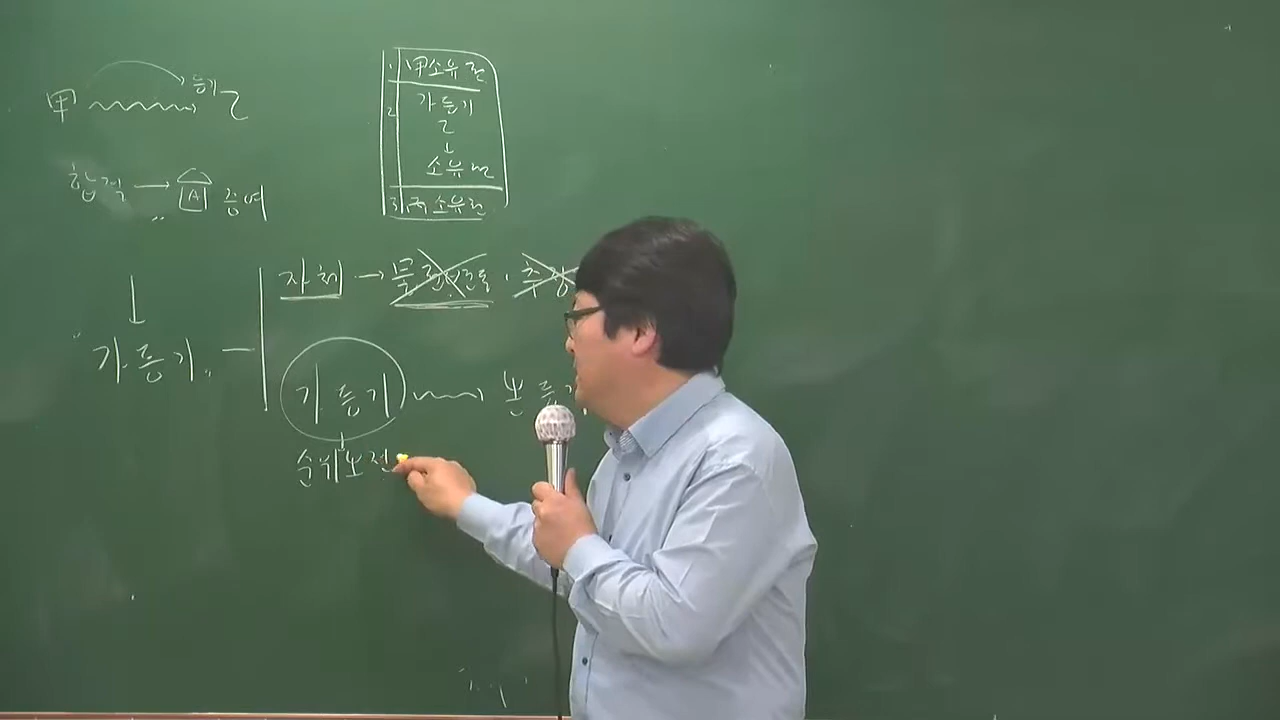 甲 등기 乙
합격 → A 증여
1 甲소유권
2 가등기
乙
↓
소유권
3 소유권
자체 → 물권변동, 추정
"가등기" 가등기 본등기
순위보전